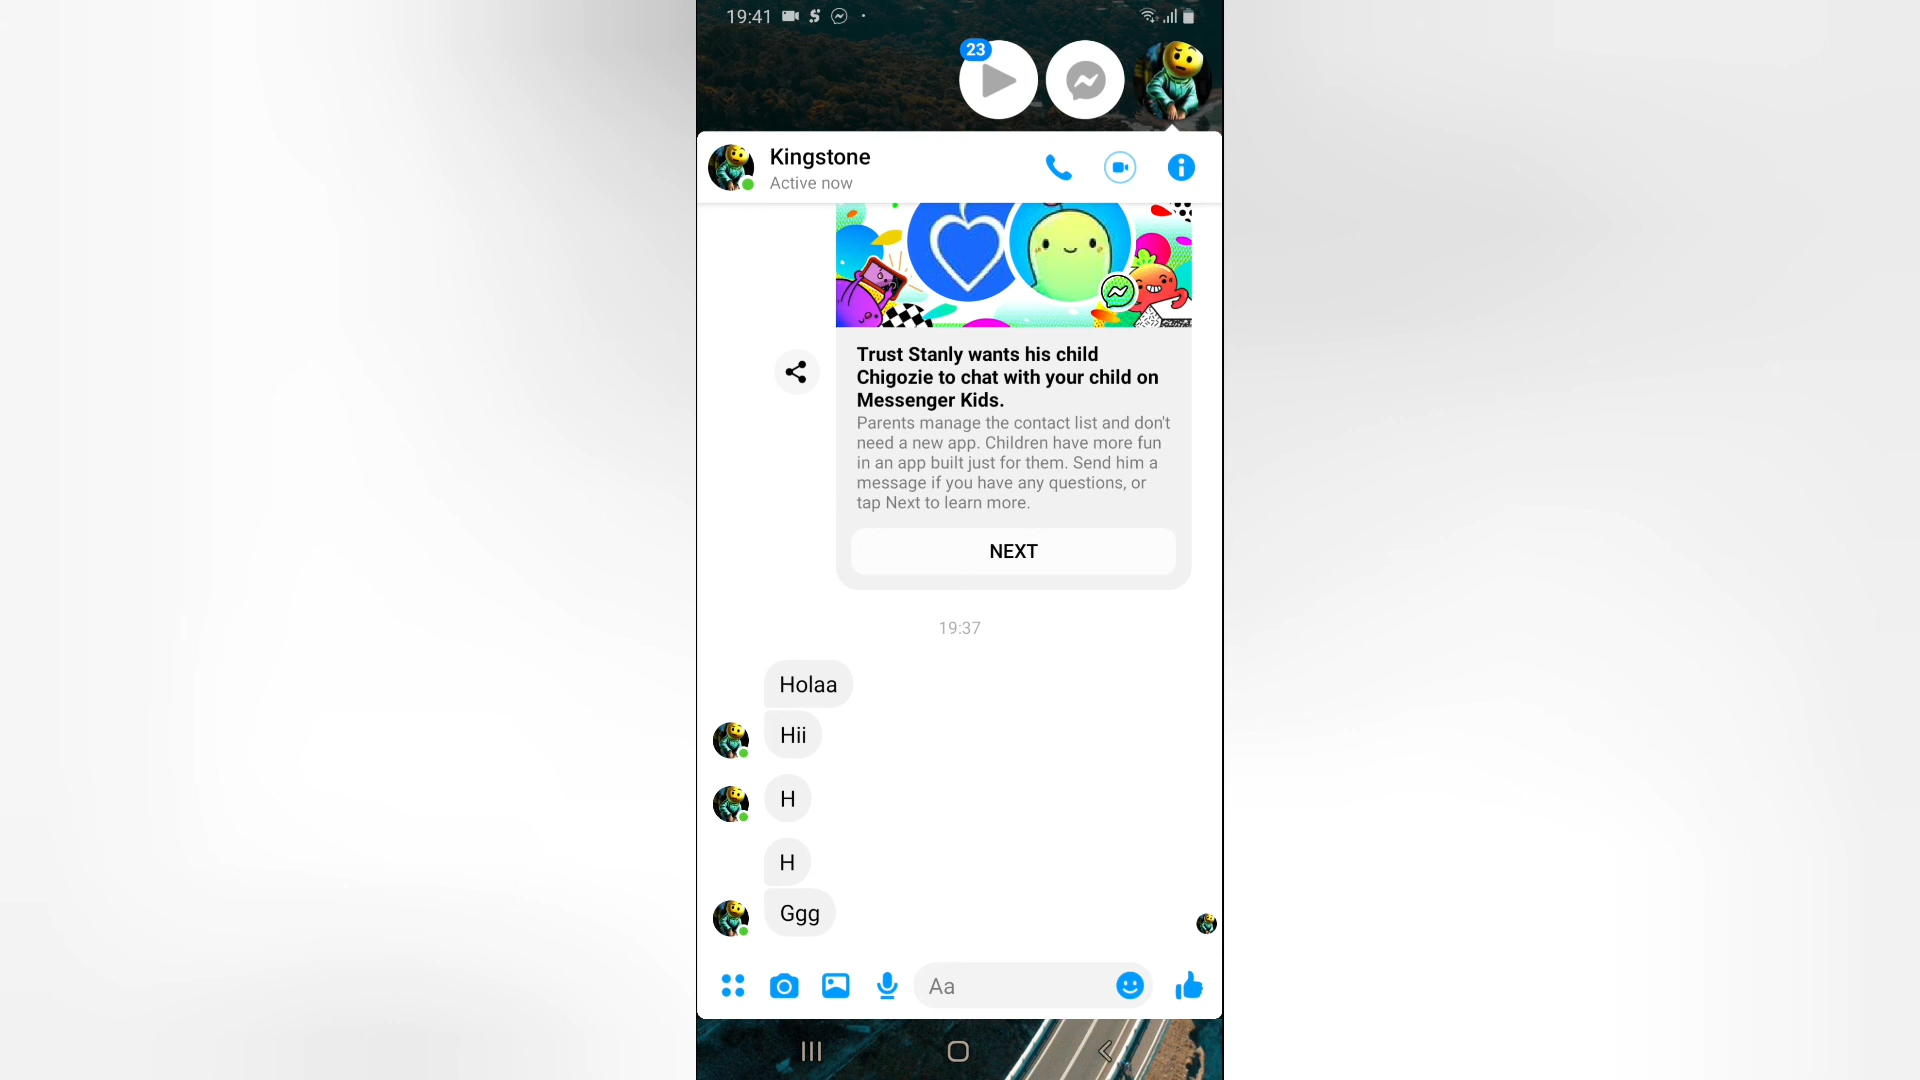 19:41
23
Kingstone
Active now
Trust Stanly wants his child
Chigozie to chat with your child on
Messenger Kids.
Parents manage the contact list and don't
need a new app. Children have more fun
in an app built just for them. Send him a
message if you have any questions, or
tap Next to learn more.
NEXT
19:37
Holaa
Hii
H
H
Ggg
Aa